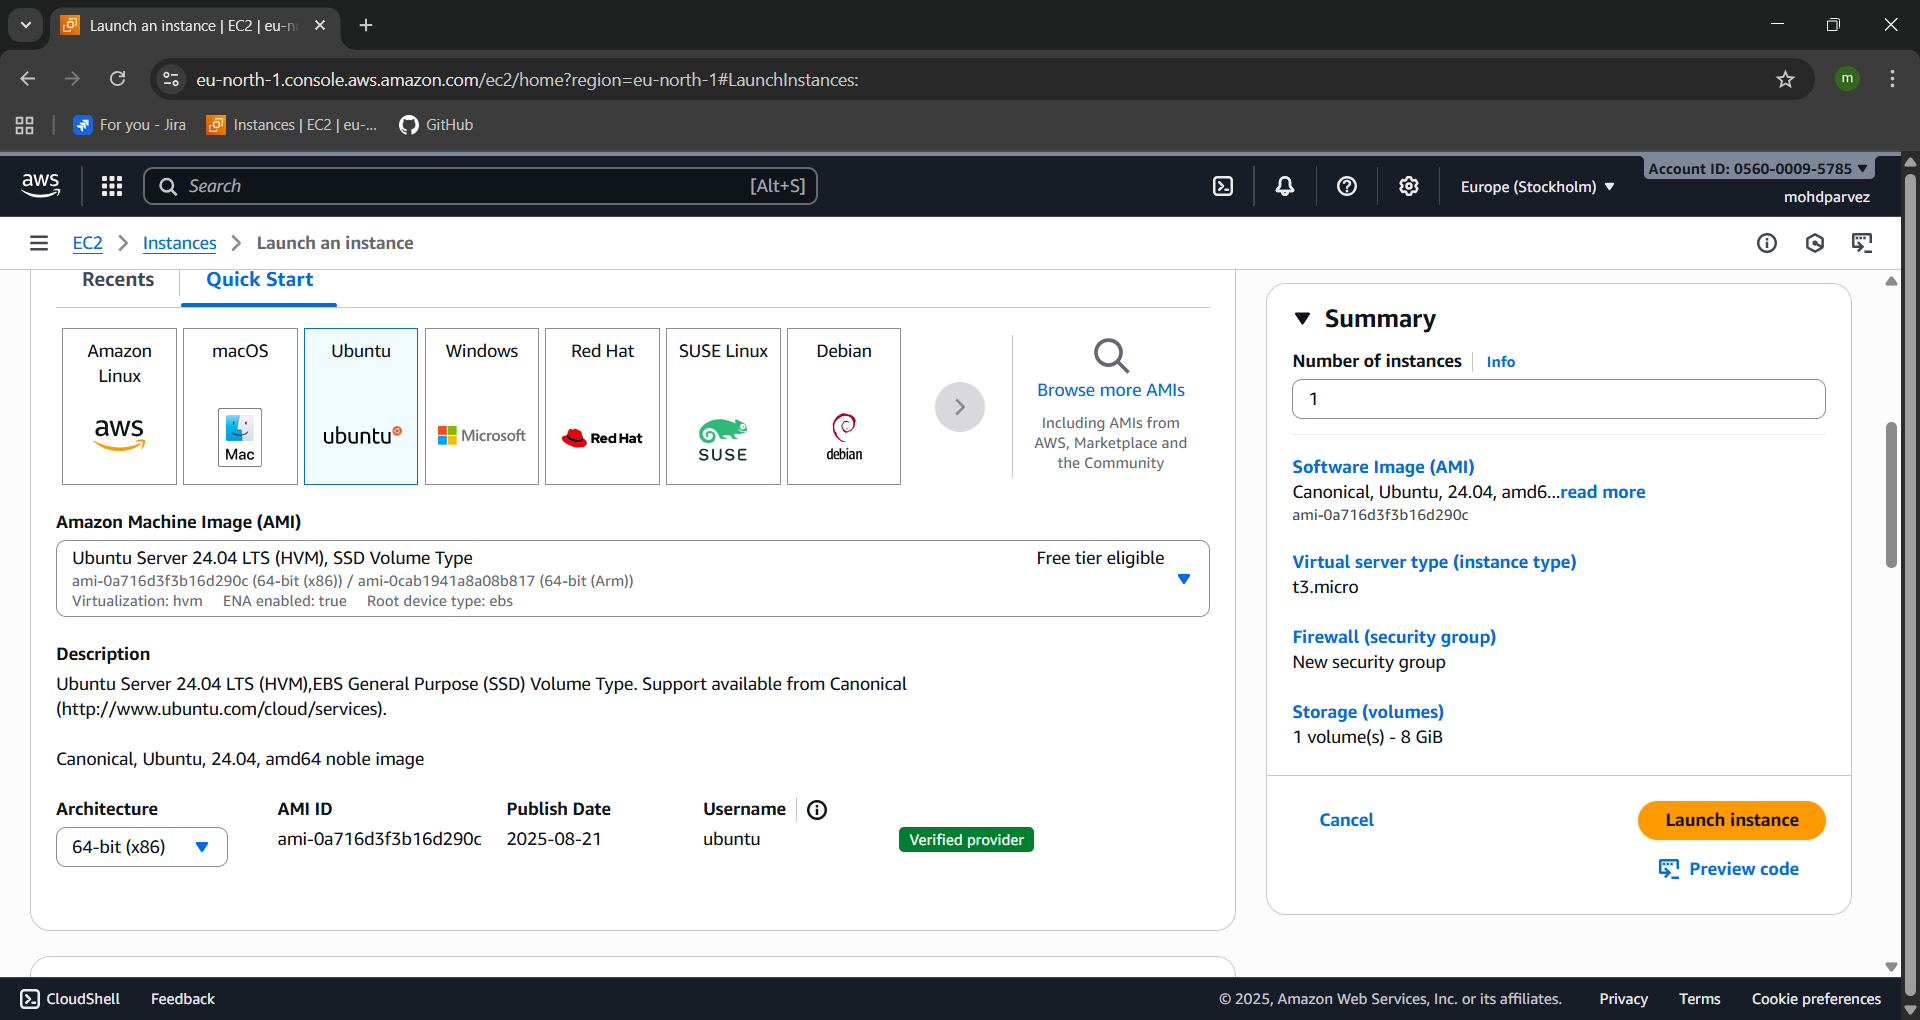 Launch an instance | EC2 | eu-n
eu-north-1.console.aws.amazon.com/ec2/home?region=eu-north-1#LaunchInstances:
m
For you - Jira
Instances | EC2 | eu-...
GitHub
aws
Search
[Alt+S]
Europe (Stockholm)
Account ID: 0560-0009-5785
mohdparvez
EC2
Instances
Launch an instance
Recents
Quick Start
Amazon
Linux
aws
macOS
Mac
Ubuntu
ubuntu
Windows
Microsoft
Red Hat
Red Hat
SUSE Linux
SUSE
Debian
debian
Browse more AMIs
Including AMIs from
AWS, Marketplace and
the Community
Amazon Machine Image (AMI)
Ubuntu Server 24.04 LTS (HVM), SSD Volume Type
Free tier eligible
ami-0a716d3f3b16d290c (64-bit (x86)) / ami-0cab1941a8a08b817 (64-bit (Arm))
Virtualization: hvm ENA enabled: true Root device type: ebs
Description
Ubuntu Server 24.04 LTS (HVM),EBS General Purpose (SSD) Volume Type. Support available from Canonical
(http://www.ubuntu.com/cloud/services).
Canonical, Ubuntu, 24.04, amd64 noble image
Architecture
64-bit (x86)
AMI ID
ami-0a716d3f3b16d290c
Publish Date
2025-08-21
Username
ubuntu
Verified provider
Summary
Number of instances
Info
1
Software Image (AMI)
Canonical, Ubuntu, 24.04, amd6...read more
ami-0a716d3f3b16d290c
Virtual server type (instance type)
t3.micro
Firewall (security group)
New security group
Storage (volumes)
1 volume(s) - 8 GiB
Cancel
Launch instance
Preview code
CloudShell
Feedback
© 2025, Amazon Web Services, Inc. or its affiliates.
Privacy
Terms
Cookie preferences